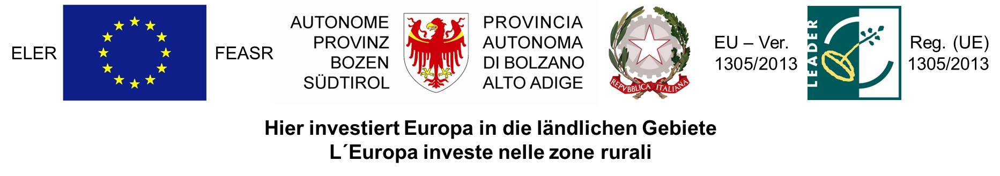 ELER
FEASR
AUTONOME
PROVINZ
BOZEN
SÜDTIROL
PROVINCIA
AUTONOMA
DI BOLZANO
ALTO ADIGE
REPVBBLICA ITALIANA
EU – Ver.
1305/2013
LEADER
Reg. (UE)
1305/2013
Hier investiert Europa in die ländlichen Gebiete
L´Europa investe nelle zone rurali